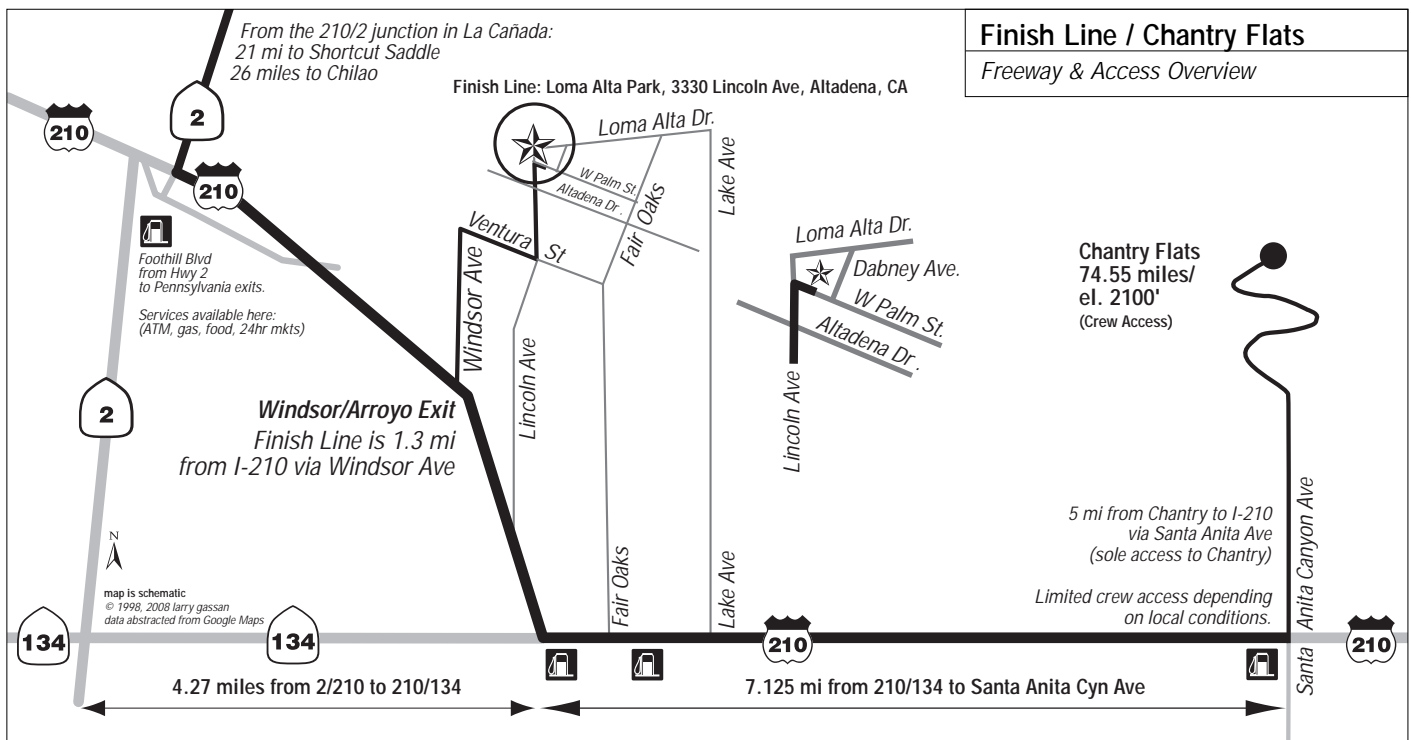 Finish Line / Chantry Flats
Freeway & Access Overview
From the 210/2 junction in La Cañada:
21 mi to Shortcut Saddle
26 miles to Chilao
Finish Line: Loma Alta Park, 3330 Lincoln Ave, Altadena, CA
210
2
210
Loma Alta Dr.
W Palm St.
Altadena Dr .
Fair Oaks
Lake Ave
Ventura St
Windsor Ave
Lincoln Ave
Foothill Blvd
from Hwy 2
to Pennsylvania exits.
Services available here:
(ATM, gas, food, 24hr mkts)
Loma Alta Dr.
Dabney Ave.
W Palm St.
Altadena Dr .
Lincoln Ave
Chantry Flats
74.55 miles/
el. 2100'
(Crew Access)
2
Windsor/Arroyo Exit
Finish Line is 1.3 mi
from I-210 via Windsor Ave
5 mi from Chantry to I-210
via Santa Anita Ave
(sole access to Chantry)
Limited crew access depending
on local conditions.
Santa Anita Canyon Ave
N
map is schematic
© 1998, 2008 larry gassan
data abstracted from Google Maps
Fair Oaks
Lake Ave
134
134
210
210
4.27 miles from 2/210 to 210/134
7.125 mi from 210/134 to Santa Anita Cyn Ave